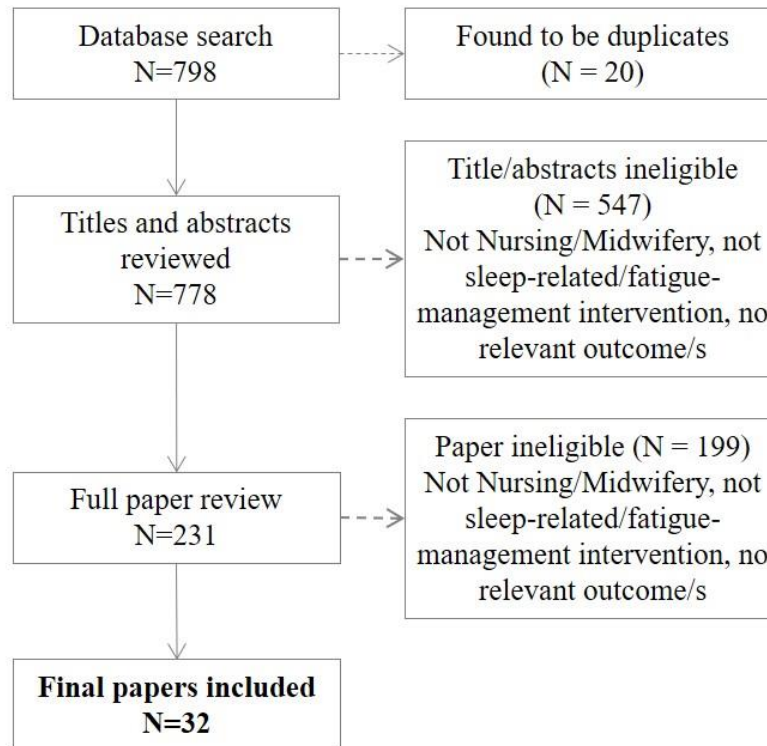 Database search
N=798
Found to be duplicates
(N = 20)
Titles and abstracts
reviewed
N=778
Title/abstracts ineligible
(N = 547)
Not Nursing/Midwifery, not
sleep-related/fatigue-
management intervention, no
relevant outcome/s
Full paper review
N=231
Paper ineligible (N = 199)
Not Nursing/Midwifery, not
sleep-related/fatigue-
management intervention, no
relevant outcome/s
Final papers included
N=32